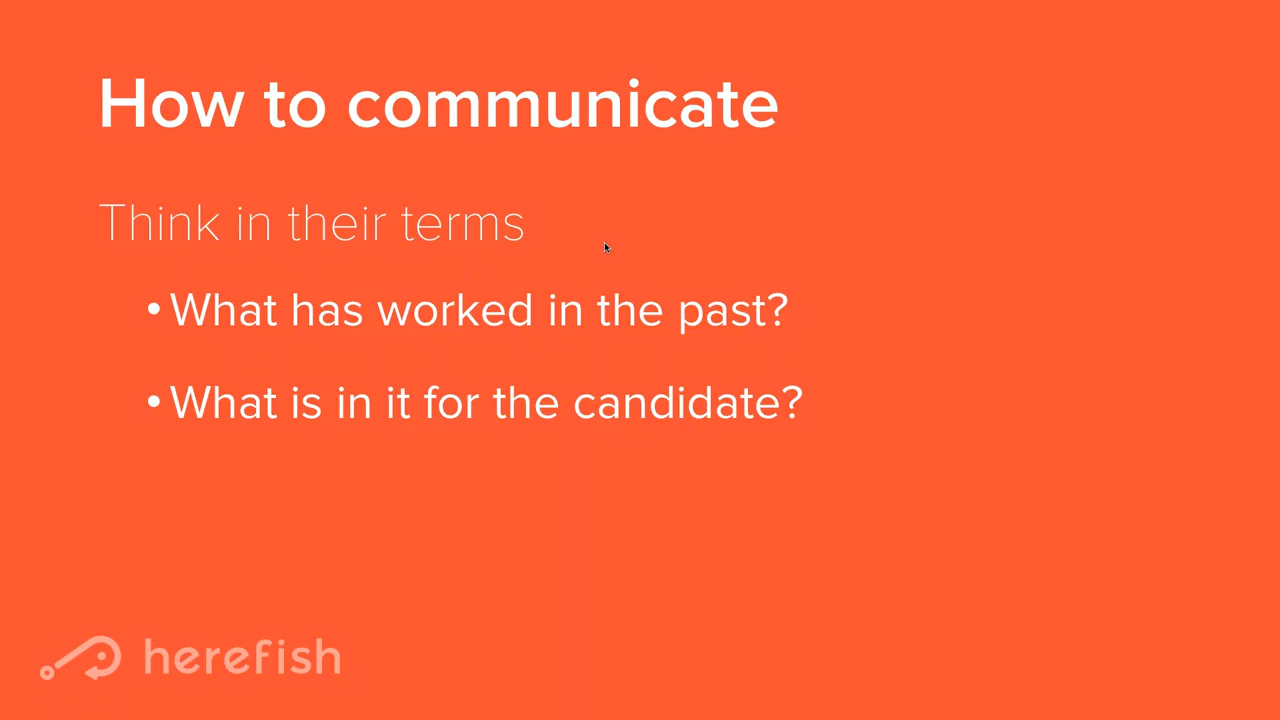 How to communicate
Think in their terms
• What has worked in the past?
• What is in it for the candidate?
herefish